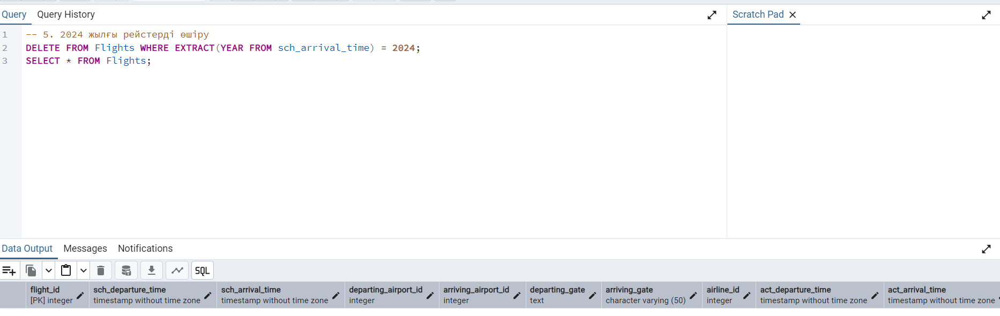 Query Query History Scratch Pad
1 -- 5. 2024 жылғы рейстерді өшіру
2 DELETE FROM Flights WHERE EXTRACT(YEAR FROM sch_arrival_time) = 2024;
3 SELECT * FROM Flights;
Data Output Messages Notifications
SQL
flight_id sch_departure_time sch_arrival_time departing_airport_id arriving_airport_id departing_gate arriving_gate airline_id act_departure_time act_arrival_time
[PK] integer timestamp without time zone timestamp without time zone integer integer text character varying (50) integer timestamp without time zone timestamp without time zone